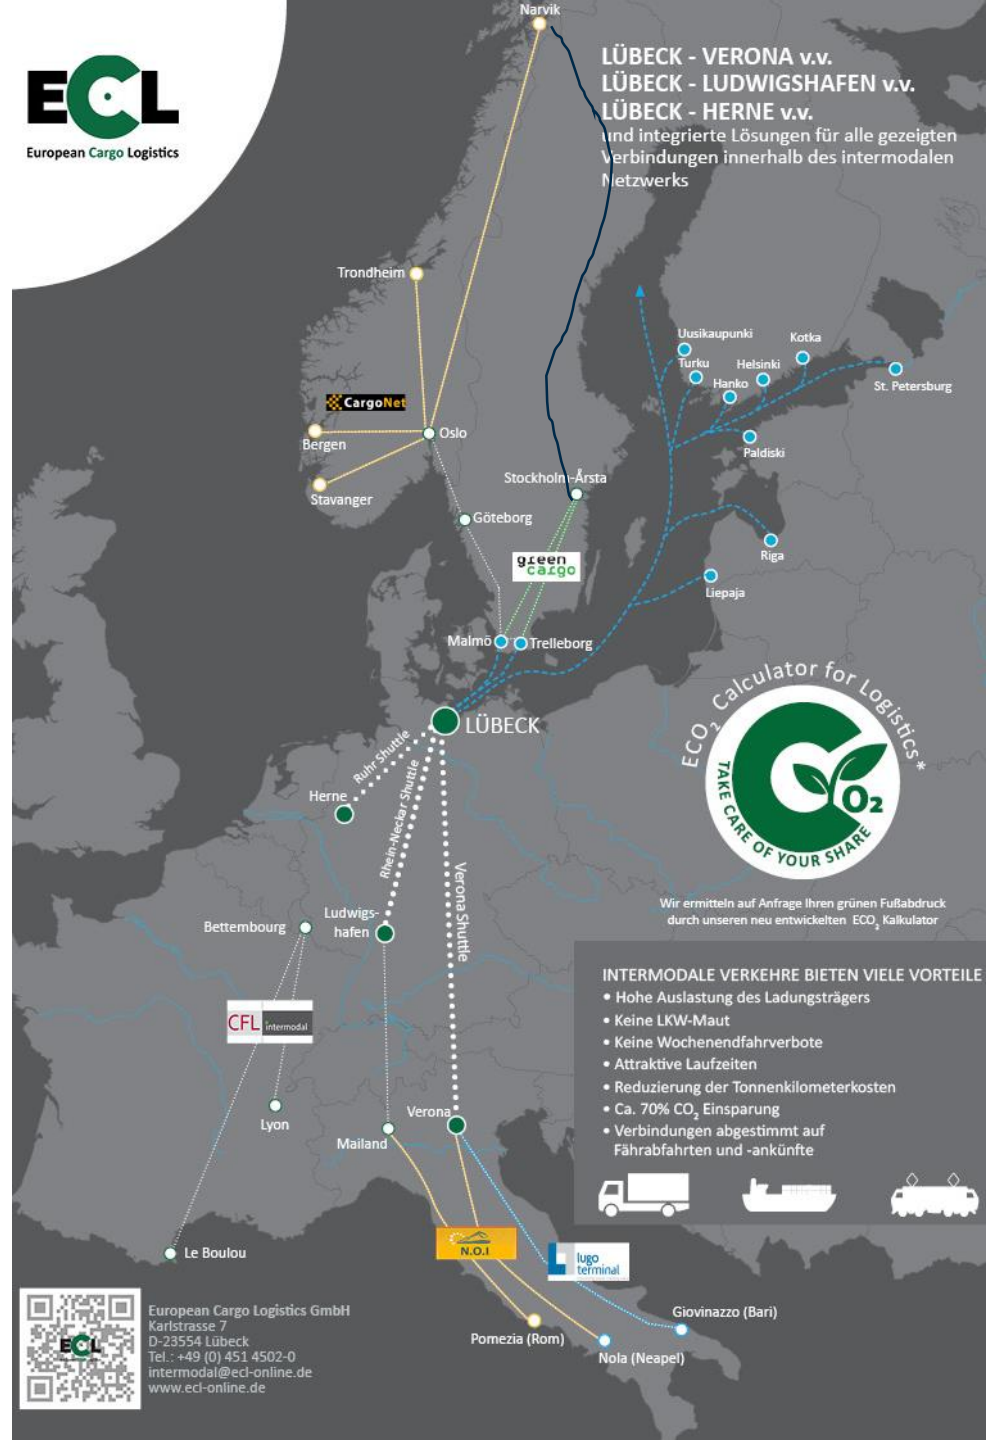 Narvik
ECL
European Cargo Logistics
LÜBECK - VERONA v.v.
LÜBECK - LUDWIGSHAFEN v.v.
LÜBECK - HERNE v.v.
und integrierte Lösungen für alle gezeigten
Verbindungen innerhalb des intermodalen
Netzwerks
Trondheim
Uusikaupunki
Kotka
Turku
Helsinki
Hanko
St. Petersburg
CargoNet
Bergen
Oslo
Paldiski
Stavanger
Stockholm-Årsta
Göteborg
Riga
green
cargo
Liepaja
Malmö
Trelleborg
LÜBECK
Ruhr Shuttle
Rhein-Neckar Shuttle
Verona Shuttle
Herne
ECO₂ Calculator for Logistics*
O₂
TAKE CARE OF YOUR SHARE
Wir ermitteln auf Anfrage Ihren grünen Fußabdruck
durch unseren neu entwickelten ECO₂ Kalkulator
Bettembourg
Ludwigs-
hafen
INTERMODALE VERKEHRE BIETEN VIELE VORTEILE
• Hohe Auslastung des Ladungsträgers
• Keine LKW-Maut
• Keine Wochenendfahrverbote
• Attraktive Laufzeiten
• Reduzierung der Tonnenkilometerkosten
• Ca. 70% CO₂ Einsparung
• Verbindungen abgestimmt auf
Fährabfahrten und -ankünfte
CFL intermodal
Lyon
Mailand
Verona
Le Boulou
N.O.I
lugo
terminal
Pomezia (Rom)
Nola (Neapel)
Giovinazzo (Bari)
ECL
European Cargo Logistics GmbH
Karlstrasse 7
D-23554 Lübeck
Tel.: +49 (0) 451 4502-0
intermodal@ecl-online.de
www.ecl-online.de